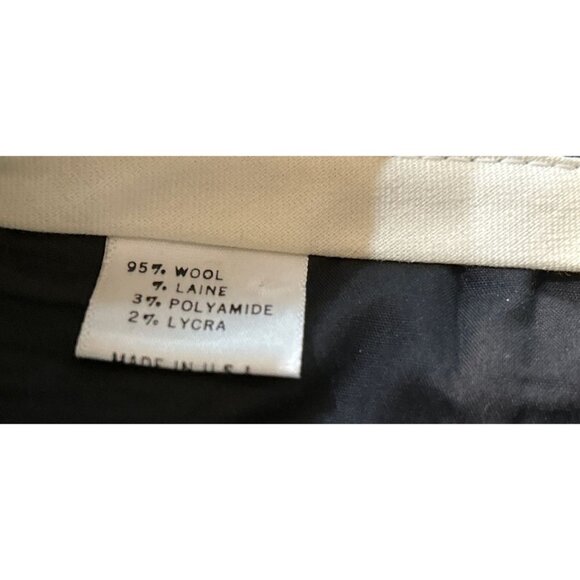 95% WOOL
% LAINE
3% POLYAMIDE
2% LYCRA
MADE IN U.S.